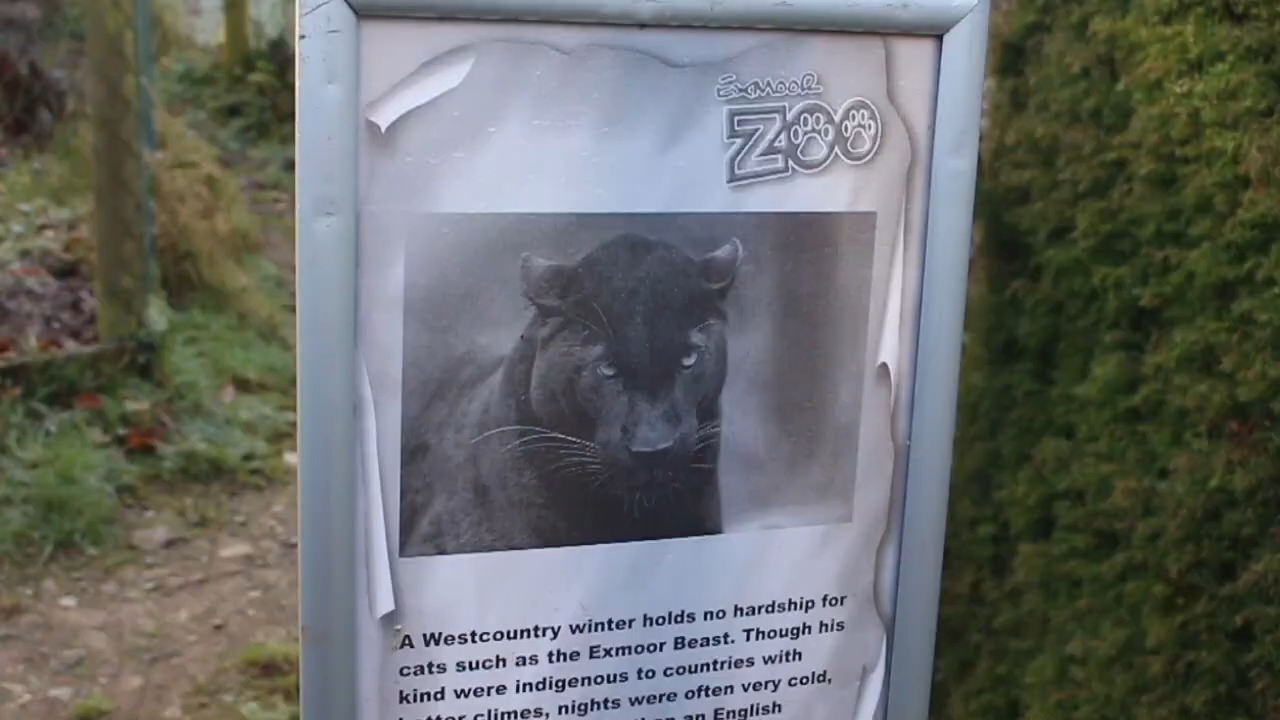 Exmoor
ZOO
A Westcountry winter holds no hardship for
cats such as the Exmoor Beast. Though his
kind were indigenous to countries with
climes, nights were often very cold,
an English